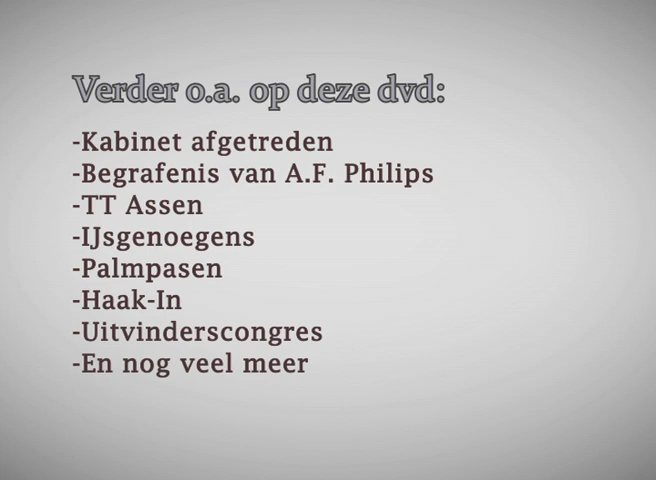 Verder o.a. op deze dvd:
-Kabinet afgetreden
-Begrafenis van A.F. Philips
-TT Assen
-IJsgenoegens
-Palmpasen
-Haak-In
-Uitvinderscongres
-En nog veel meer